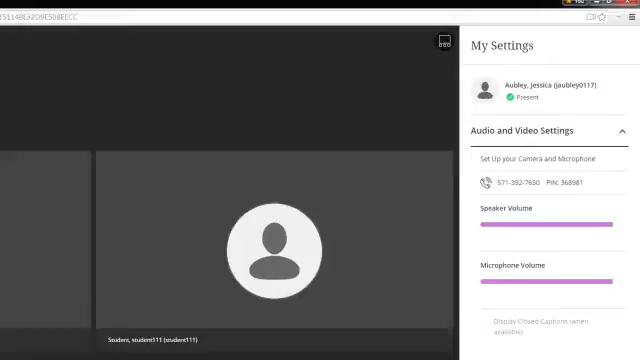 My Settings
Aubley, Jessica (jaubley0117)
Present
Audio and Video Settings
Set Up your Camera and Microphone
571-392-7650 PIN: 368981
Speaker Volume
Microphone Volume
Display Closed Captions (when
available)
Student, student111 (student111)